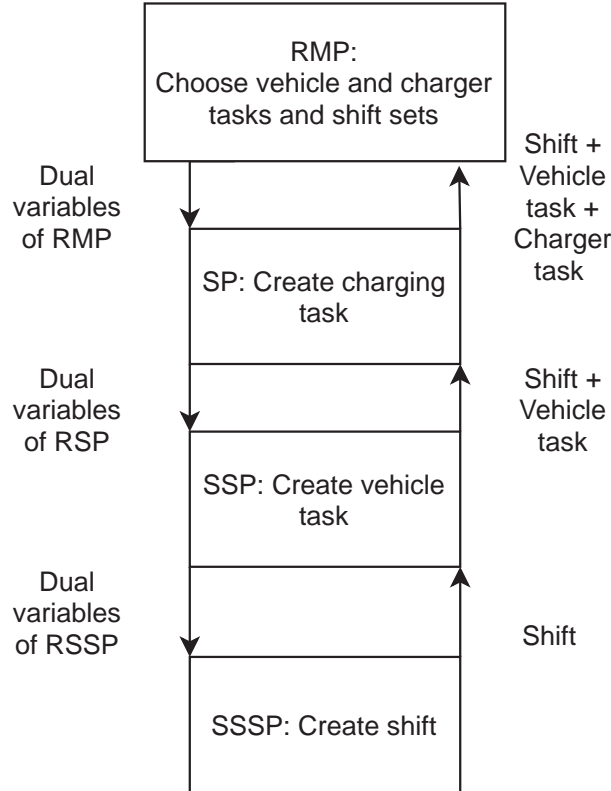 RMP:
Choose vehicle and charger
tasks and shift sets
Dual
variables
of RMP
Shift +
Vehicle
task +
Charger
task
SP: Create charging
task
Dual
variables
of RSP
Shift +
Vehicle
task
SSP: Create vehicle
task
Dual
variables
of RSSP
Shift
SSSP: Create shift